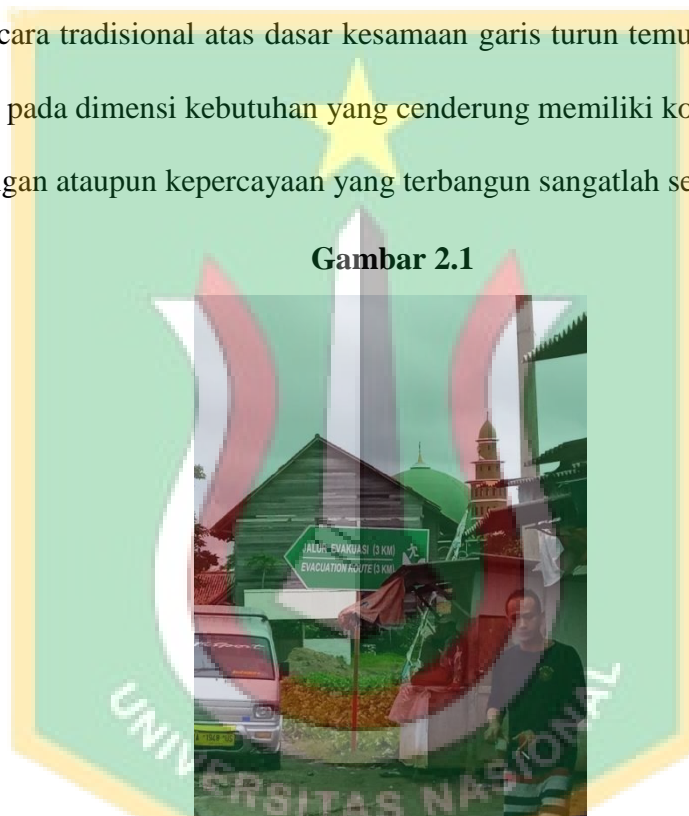 cara tradisional atas dasar kesamaan garis turun temu
pada dimensi kebutuhan yang cenderung memiliki ko
gan ataupun kepercayaan yang terbangun sangatlah se
Gambar 2.1
JALUR EVAKUASI (3 KM)
EVACUATION ROUTE (3 KM)
UNIVERSITAS NASIONAL